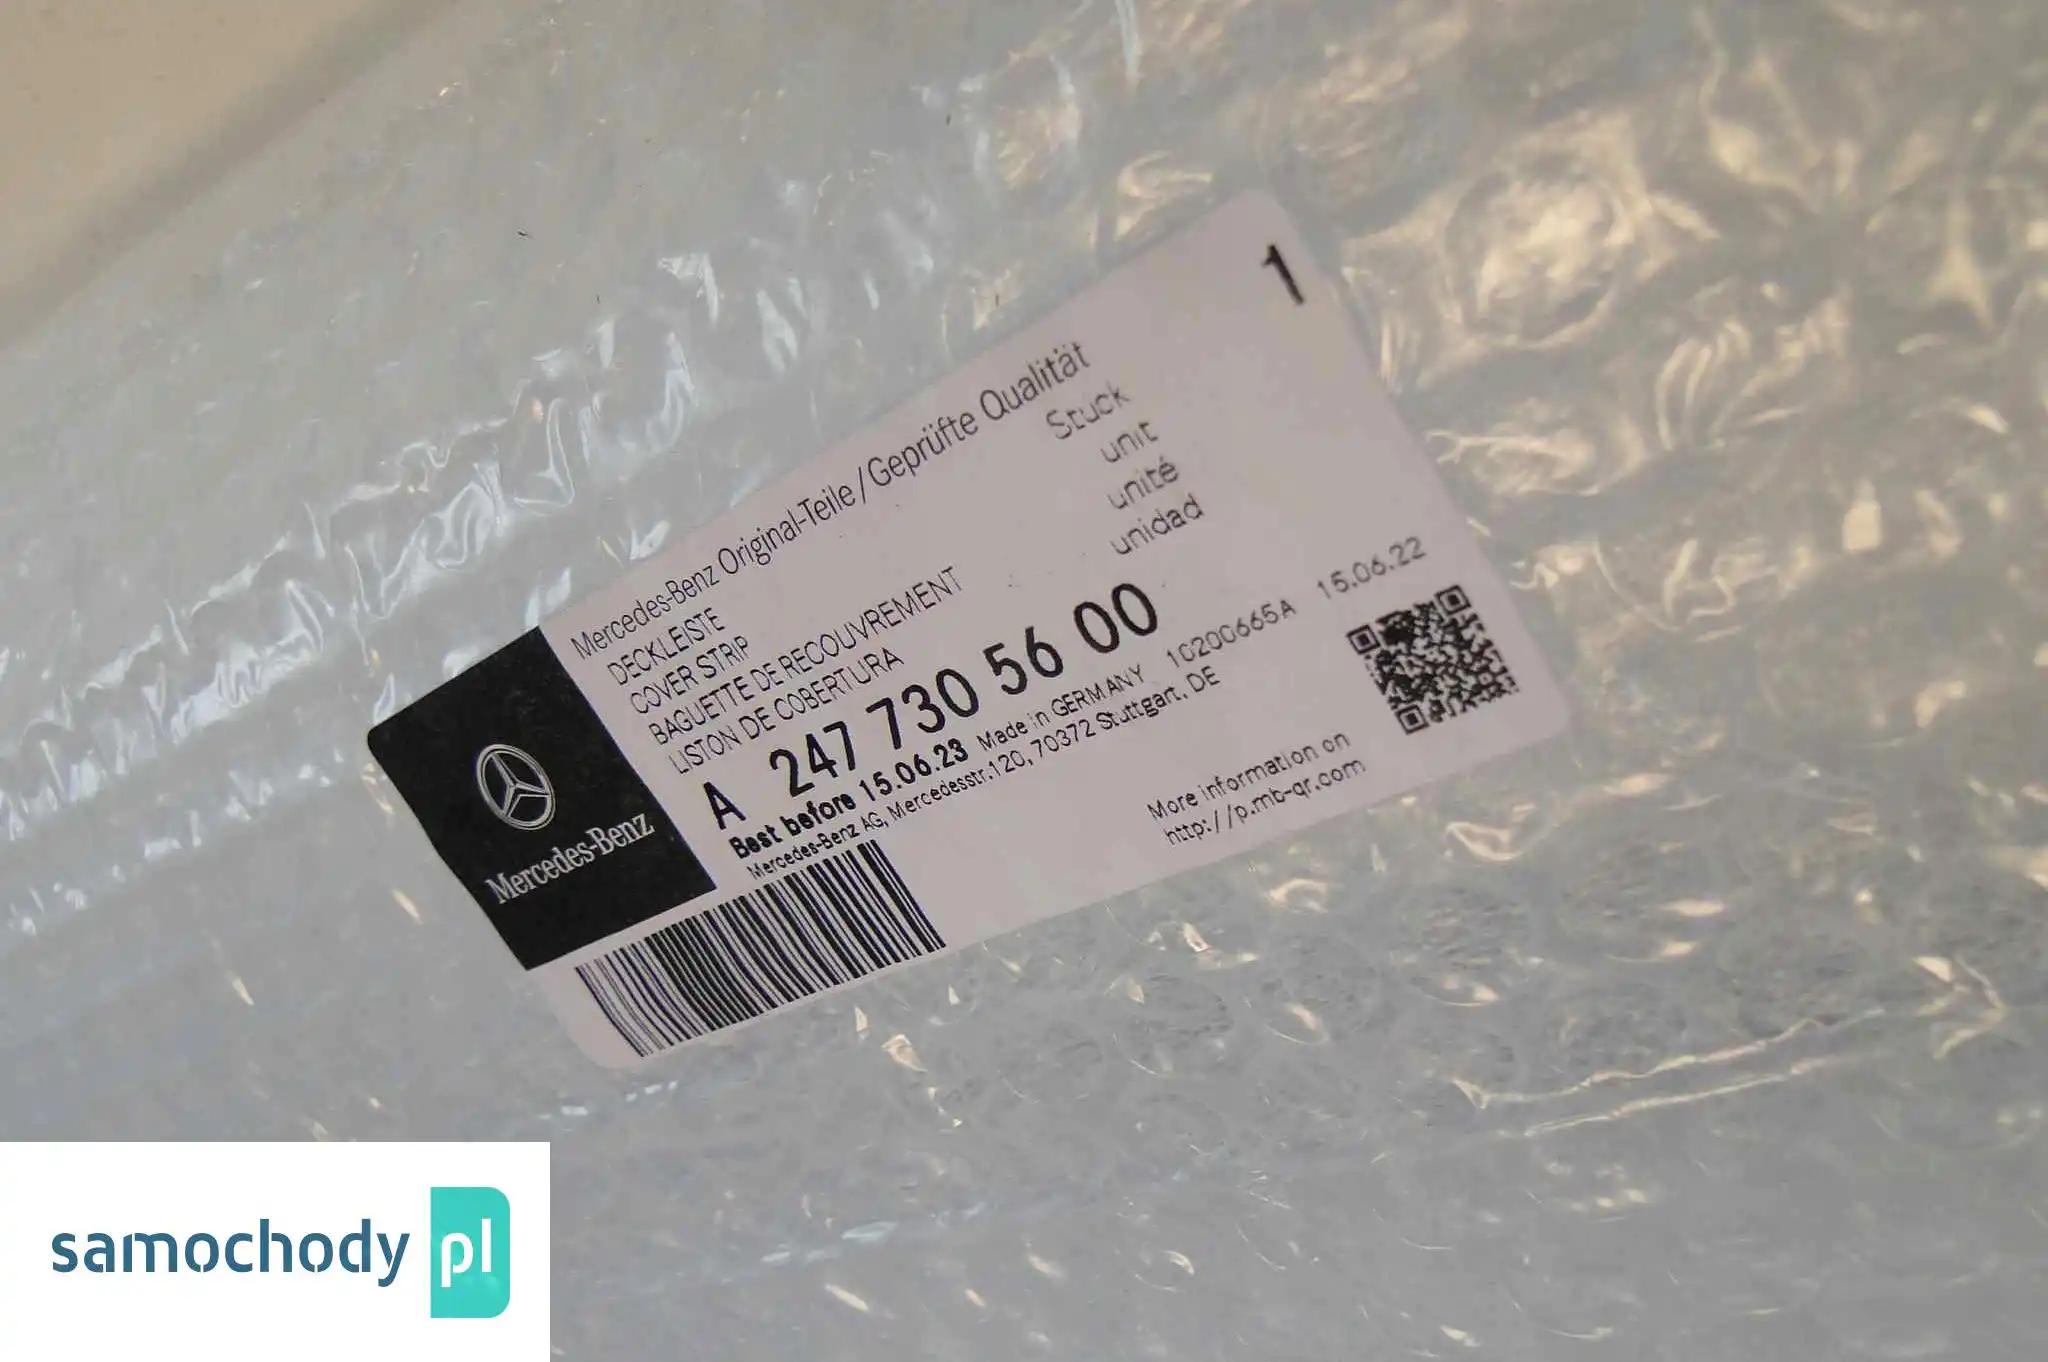 1
Mercedes-Benz Original-Teile/Geprüfte Qualität
Stück
unit
unité
unidad
DECKLEISTE
COVER STRIP
BAGUETTE DE RECOUVREMENT
LISTON DE COBERTURA
A 247 730 56 00
Best before 15.06.23 Made in GERMANY 10200665A 15.06.22
Mercedes-Benz AG, Mercedesstr.120, 70372 Stuttgart, DE
More information on
http://p.mb-qr.com
Mercedes-Benz
samochody pl